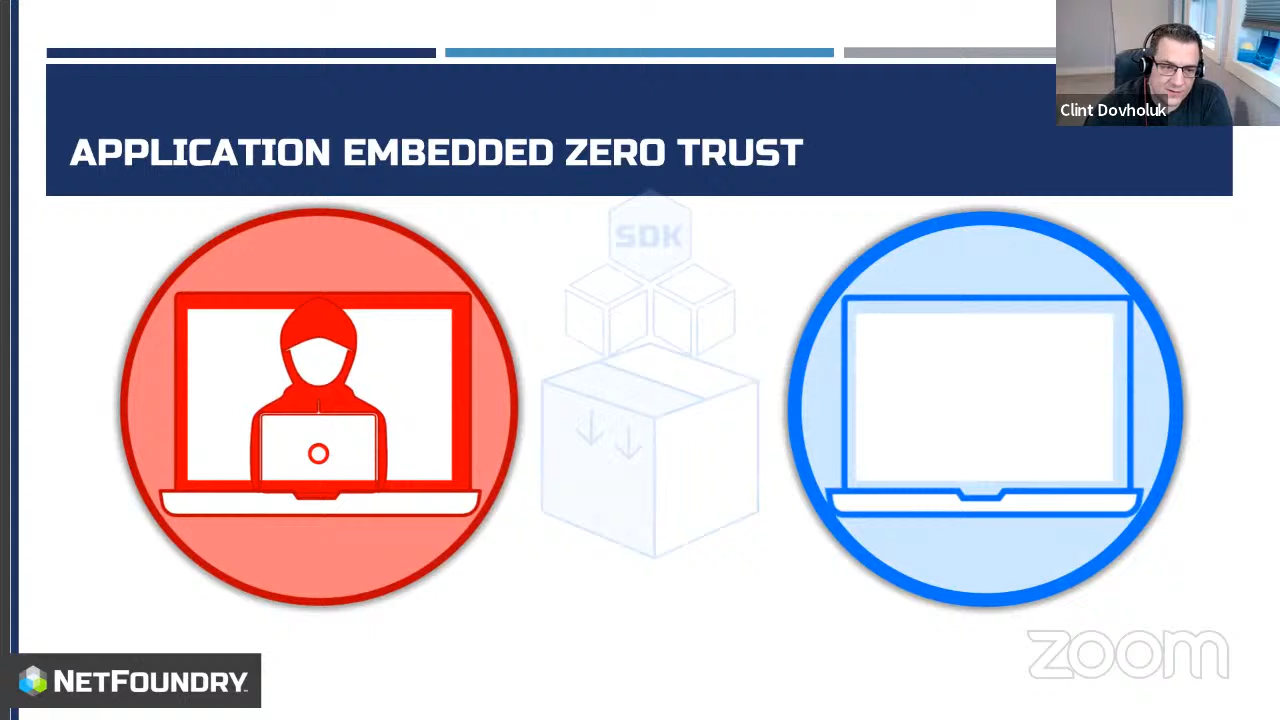 Clint Dovholuk
APPLICATION EMBEDDED ZERO TRUST
SDK
zoom
NETFOUNDRY